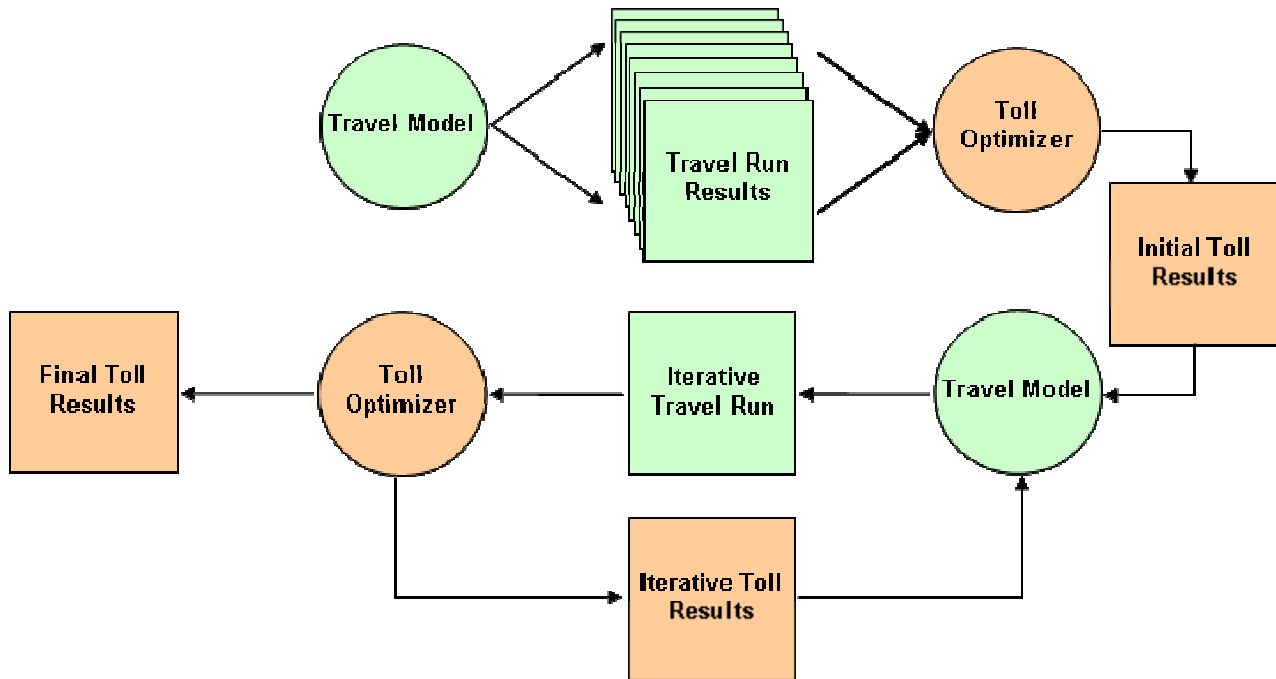 Travel Model
Travel Run
Results
Toll
Optimizer
Initial Toll
Results
Final Toll
Results
Toll
Optimizer
Iterative
Travel Run
Travel Model
Iterative Toll
Results